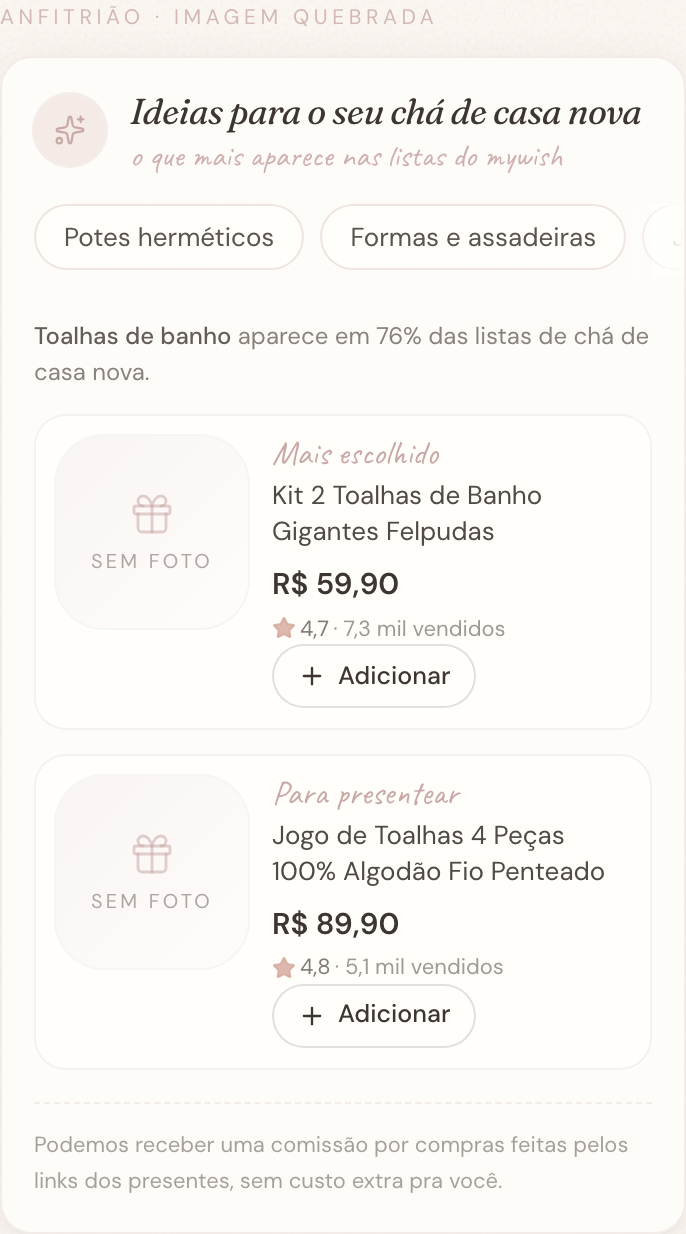 ANFITRIÃO · IMAGEM QUEBRADA
Ideias para o seu chá de casa nova
o que mais aparece nas listas do mywish
Potes herméticos
Formas e assadeiras
Toalhas de banho aparece em 76% das listas de chá de
casa nova.
Mais escolhido
Kit 2 Toalhas de Banho
Gigantes Felpudas
R$ 59,90
4,7 · 7,3 mil vendidos
+ Adicionar
SEM FOTO
Para presentear
Jogo de Toalhas 4 Peças
100% Algodão Fio Penteado
R$ 89,90
4,8 · 5,1 mil vendidos
+ Adicionar
SEM FOTO
Podemos receber uma comissão por compras feitas pelos
links dos presentes, sem custo extra pra você.